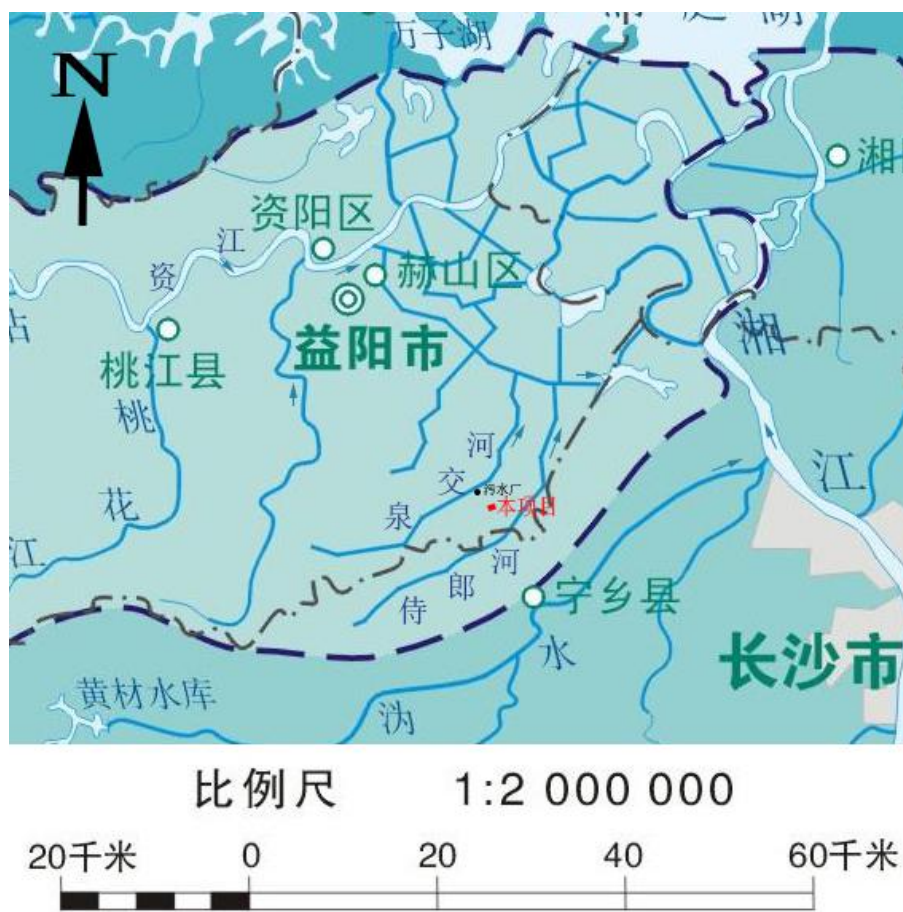 万子湖
N
湘
资阳区
资江
赫山区
益阳市
桃江县
桃花江
湘江
泉交河
污水厂
本项目
侍郎河
宁乡县
沩水
长沙市
黄材水库
比例尺 1:2 000 000
20千米 0 20 40 60千米